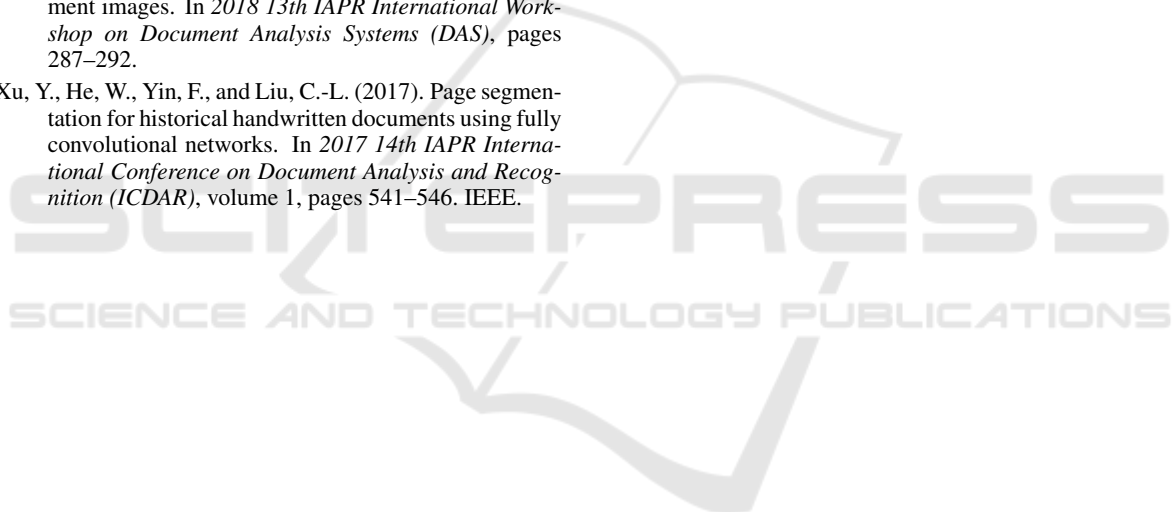 ment images. In 2018 13th IAPR International Work-
shop on Document Analysis Systems (DAS), pages
287–292.
Xu, Y., He, W., Yin, F., and Liu, C.-L. (2017). Page segmen-
tation for historical handwritten documents using fully
convolutional networks. In 2017 14th IAPR Interna-
tional Conference on Document Analysis and Recog-
nition (ICDAR), volume 1, pages 541–546. IEEE.
SCITEPRESS
SCIENCE AND TECHNOLOGY PUBLICATIONS